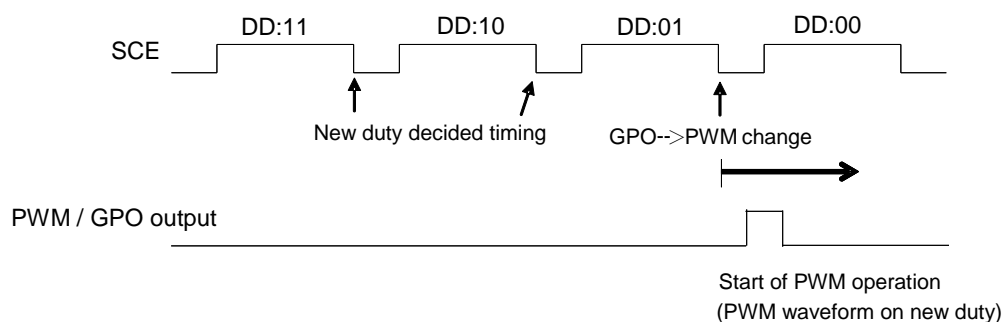 DD:11 DD:10 DD:01 DD:00
SCE
New duty decided timing
GPO-->PWM change
PWM / GPO output
Start of PWM operation
(PWM waveform on new duty)